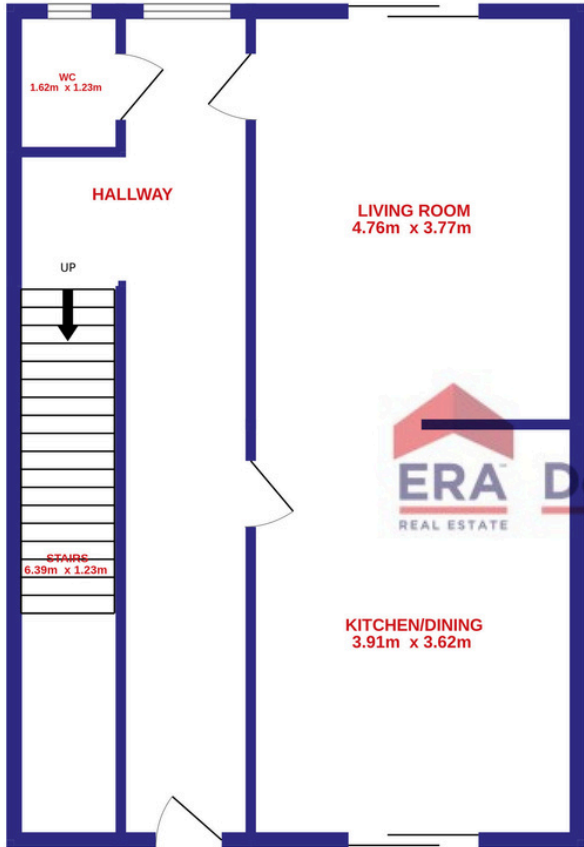 WC
1.62m x 1.23m
HALLWAY
LIVING ROOM
4.76m x 3.77m
UP
ERA™
REAL ESTATE
STAIRS
6.39m x 1.23m
KITCHEN/DINING
3.91m x 3.62m